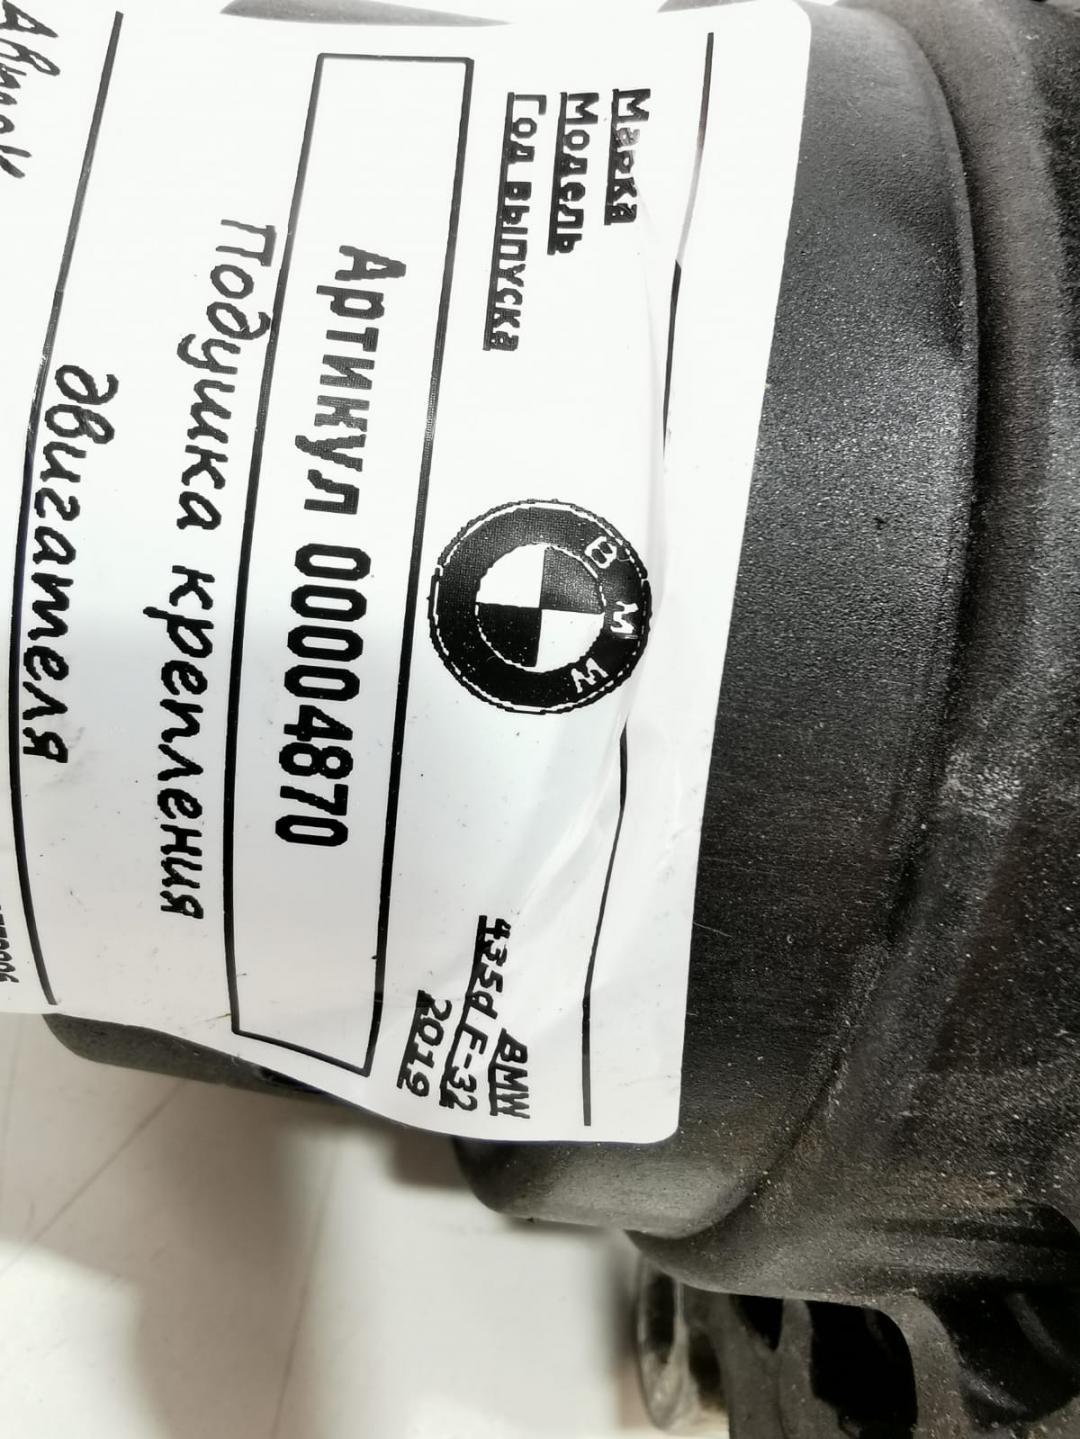 Марка BMW
Модель 435d F-32
Год выпуска 2019
B M W
Артикул 00004870
Подушка крепления
двигателя